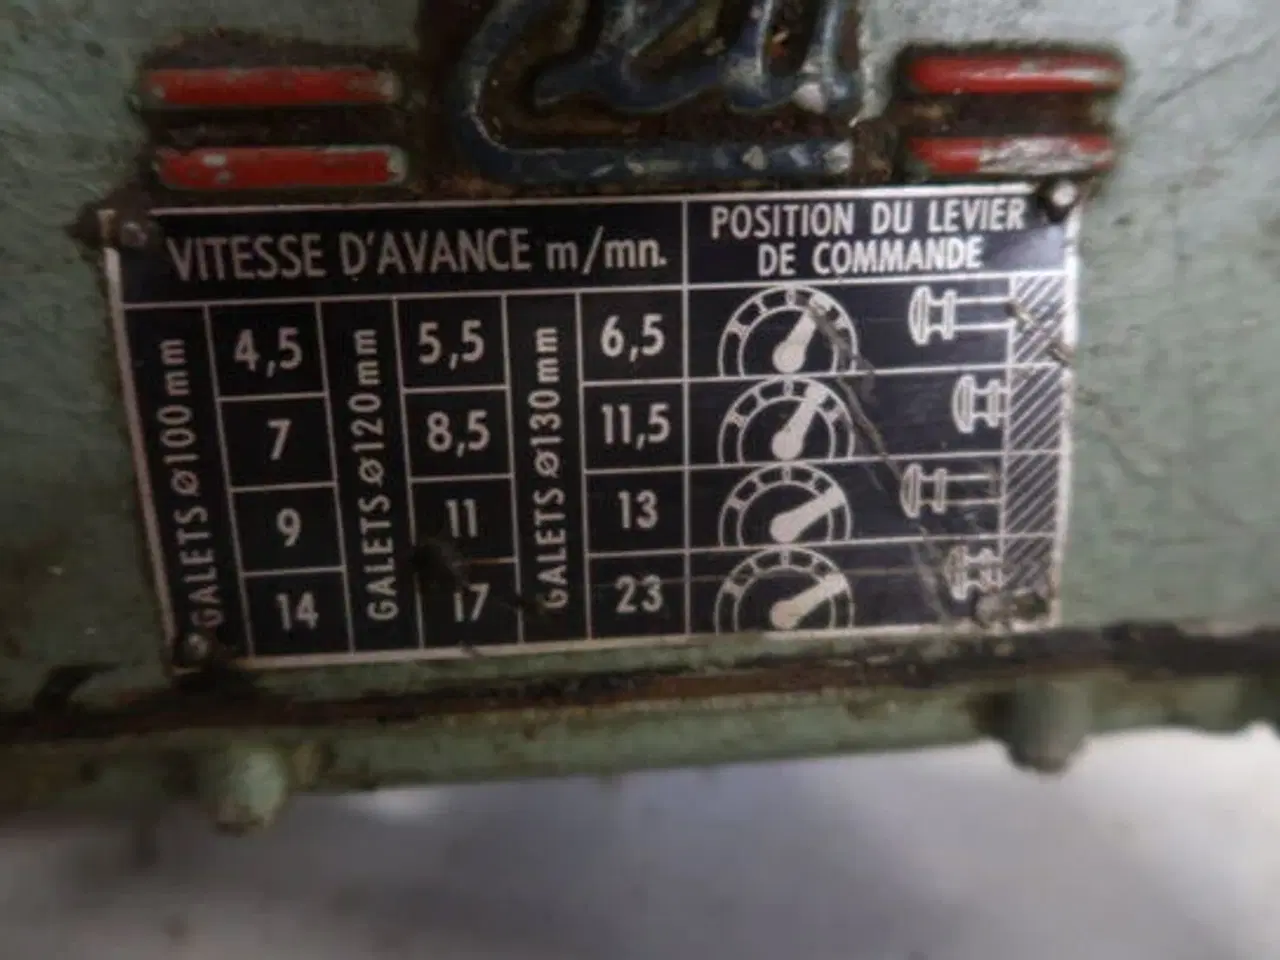 VITESSE D'AVANCE m/mn.
POSITION DU LEVIER
DE COMMANDE
GALETS ø100mm
4,5
7
9
14
GALETS ø120mm
5,5
8,5
11
17
GALETS ø130mm
6,5
11,5
13
23